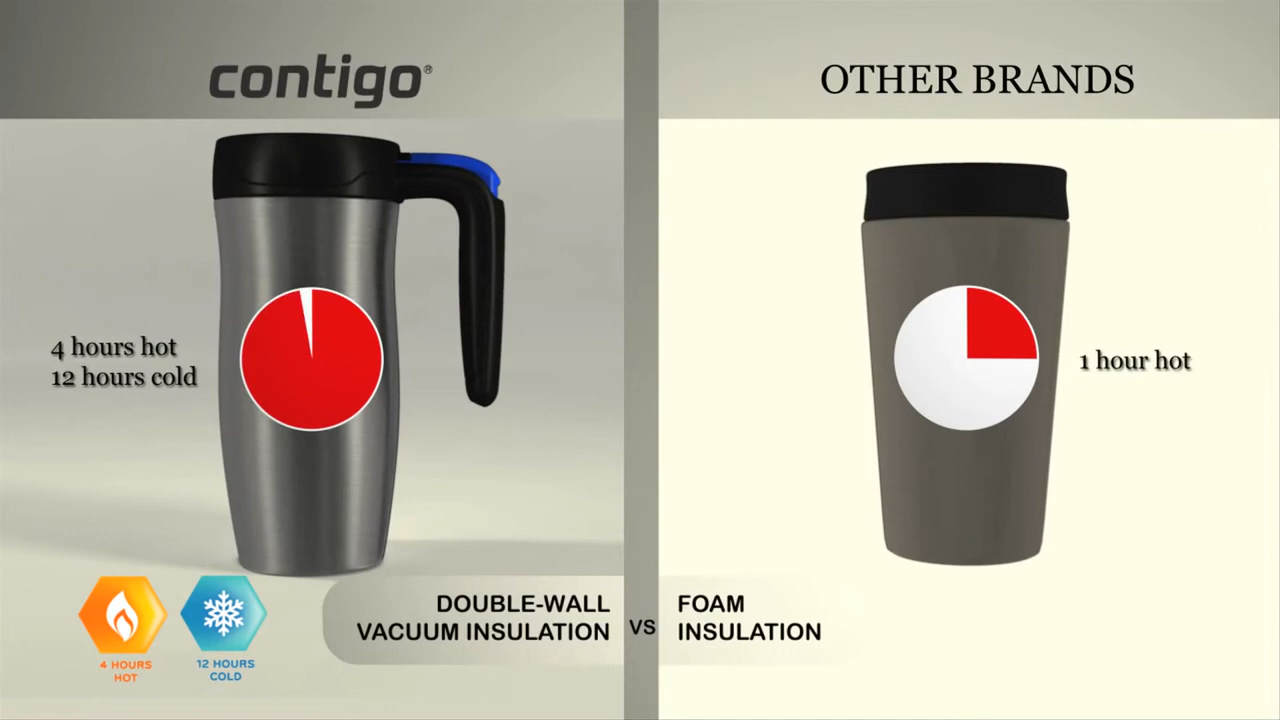 contigo®
OTHER BRANDS
4 hours hot
12 hours cold
1 hour hot
4 HOURS
HOT
12 HOURS
COLD
DOUBLE-WALL
VACUUM INSULATION
VS
FOAM
INSULATION